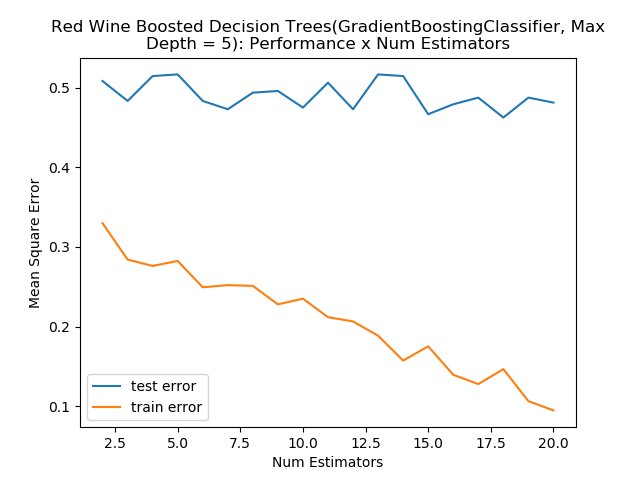 Red Wine Boosted Decision Trees(GradientBoostingClassifier, Max
Depth = 5): Performance x Num Estimators
Mean Square Error
0.5
0.4
0.3
0.2
0.1
test error
train error
2.5 5.0 7.5 10.0 12.5 15.0 17.5 20.0
Num Estimators